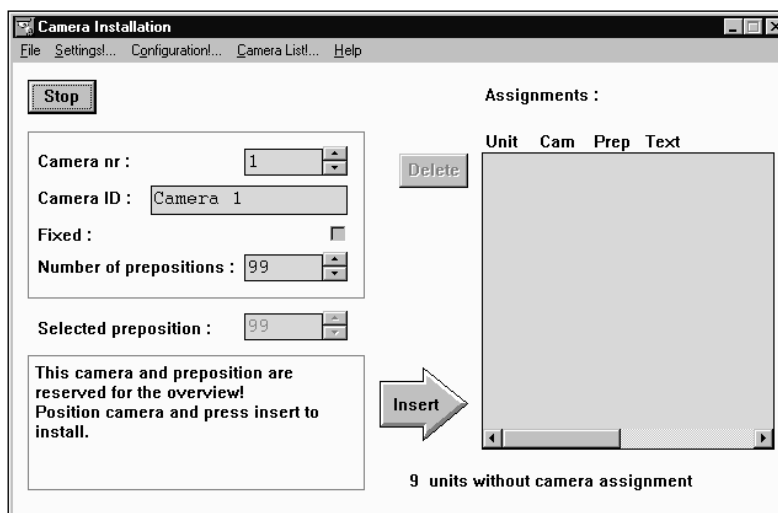 Camera Installation
File Settings!... Configuration!... Camera List!... Help
Stop
Assignments :
Unit Cam Prep Text
Camera nr : 1
Delete
Camera ID : Camera 1
Fixed :
Number of prepositions : 99
Selected preposition : 99
This camera and preposition are
reserved for the overview!
Position camera and press insert to
install.
Insert
9 units without camera assignment